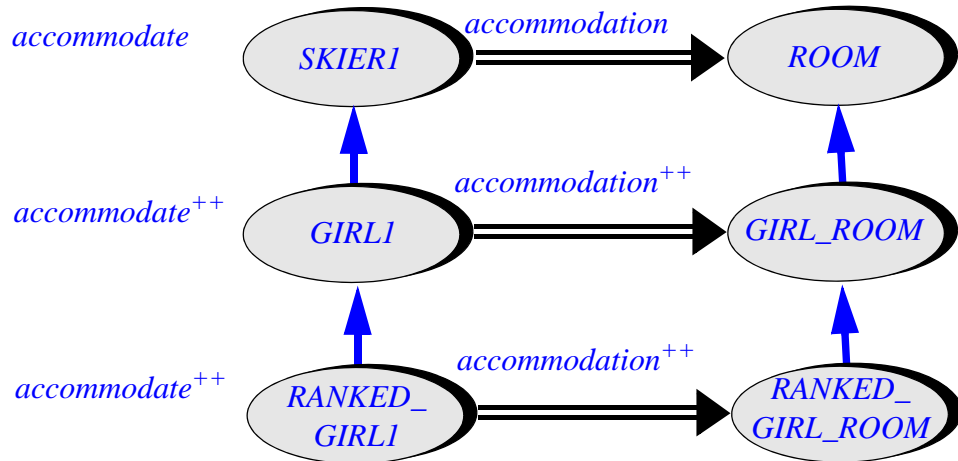 accommodate SKIER1 accommodation ROOM
accommodate++ GIRL1 accommodation++ GIRL_ROOM
accommodate++ RANKED_ accommodation++ RANKED_
GIRL1 GIRL_ROOM